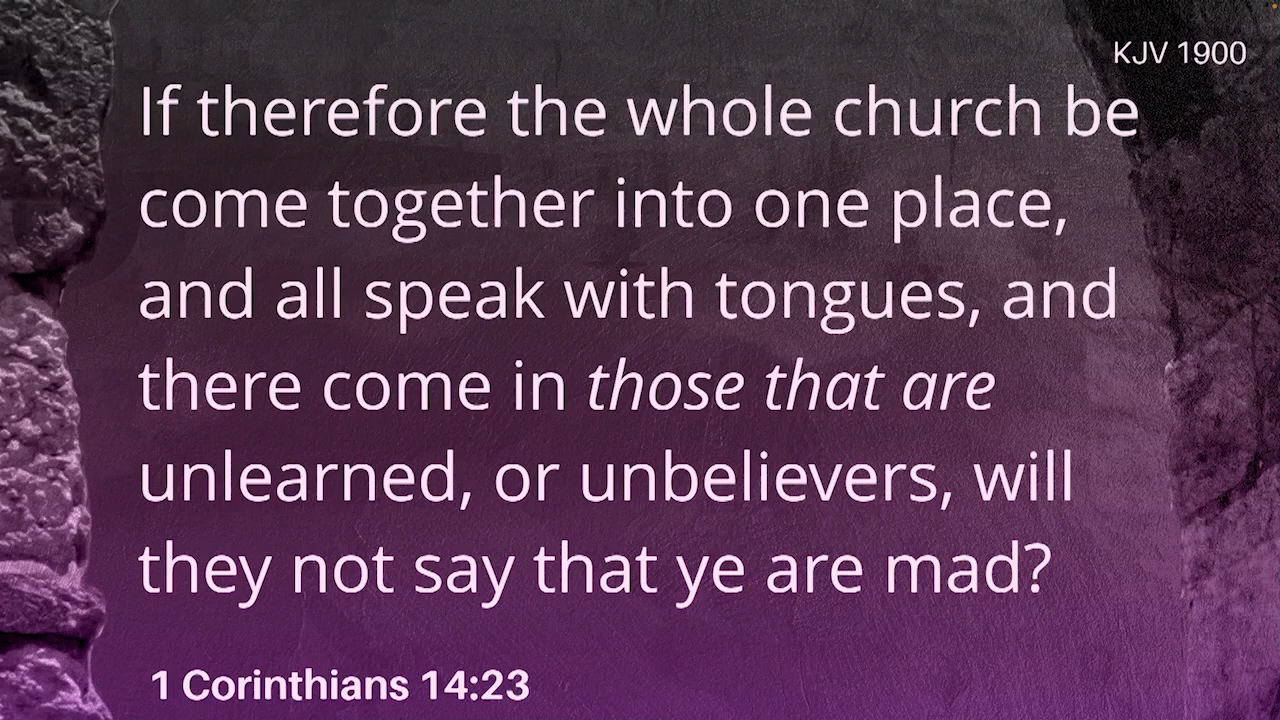 KJV 1900
If therefore the whole church be
come together into one place,
and all speak with tongues, and
there come in those that are
unlearned, or unbelievers, will
they not say that ye are mad?
1 Corinthians 14:23